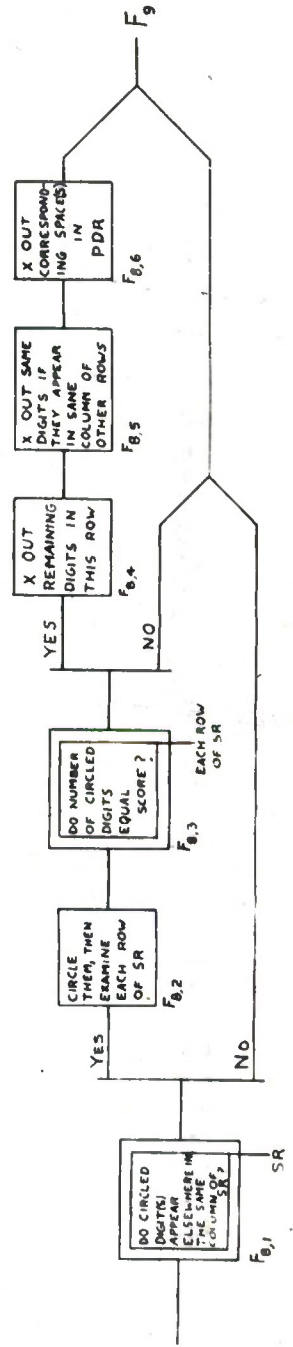 DO CIRCLED
DIGIT(S)
APPEAR
ELSEWHERE IN
THE SAME
COLUMN OF
SR?
SR
F8,1
YES
NO
CIRCLE
THEM, THEN
EXAMINE
EACH ROW
OF SR
F8,2
DO NUMBER
OF CIRCLED
DIGITS
EQUAL
SCORE?
EACH ROW
OF SR
F8,3
YES
NO
X OUT
REMAINING
DIGITS IN
THIS ROW
F8,4
X OUT SAME
DIGITS IF
THEY APPEAR
IN SANE
COLUMN OF
OTHER ROWS
F8,5
X OUT
CORRESPOND-
ING SPACE(S)
IN
PDR
F8,6
F9